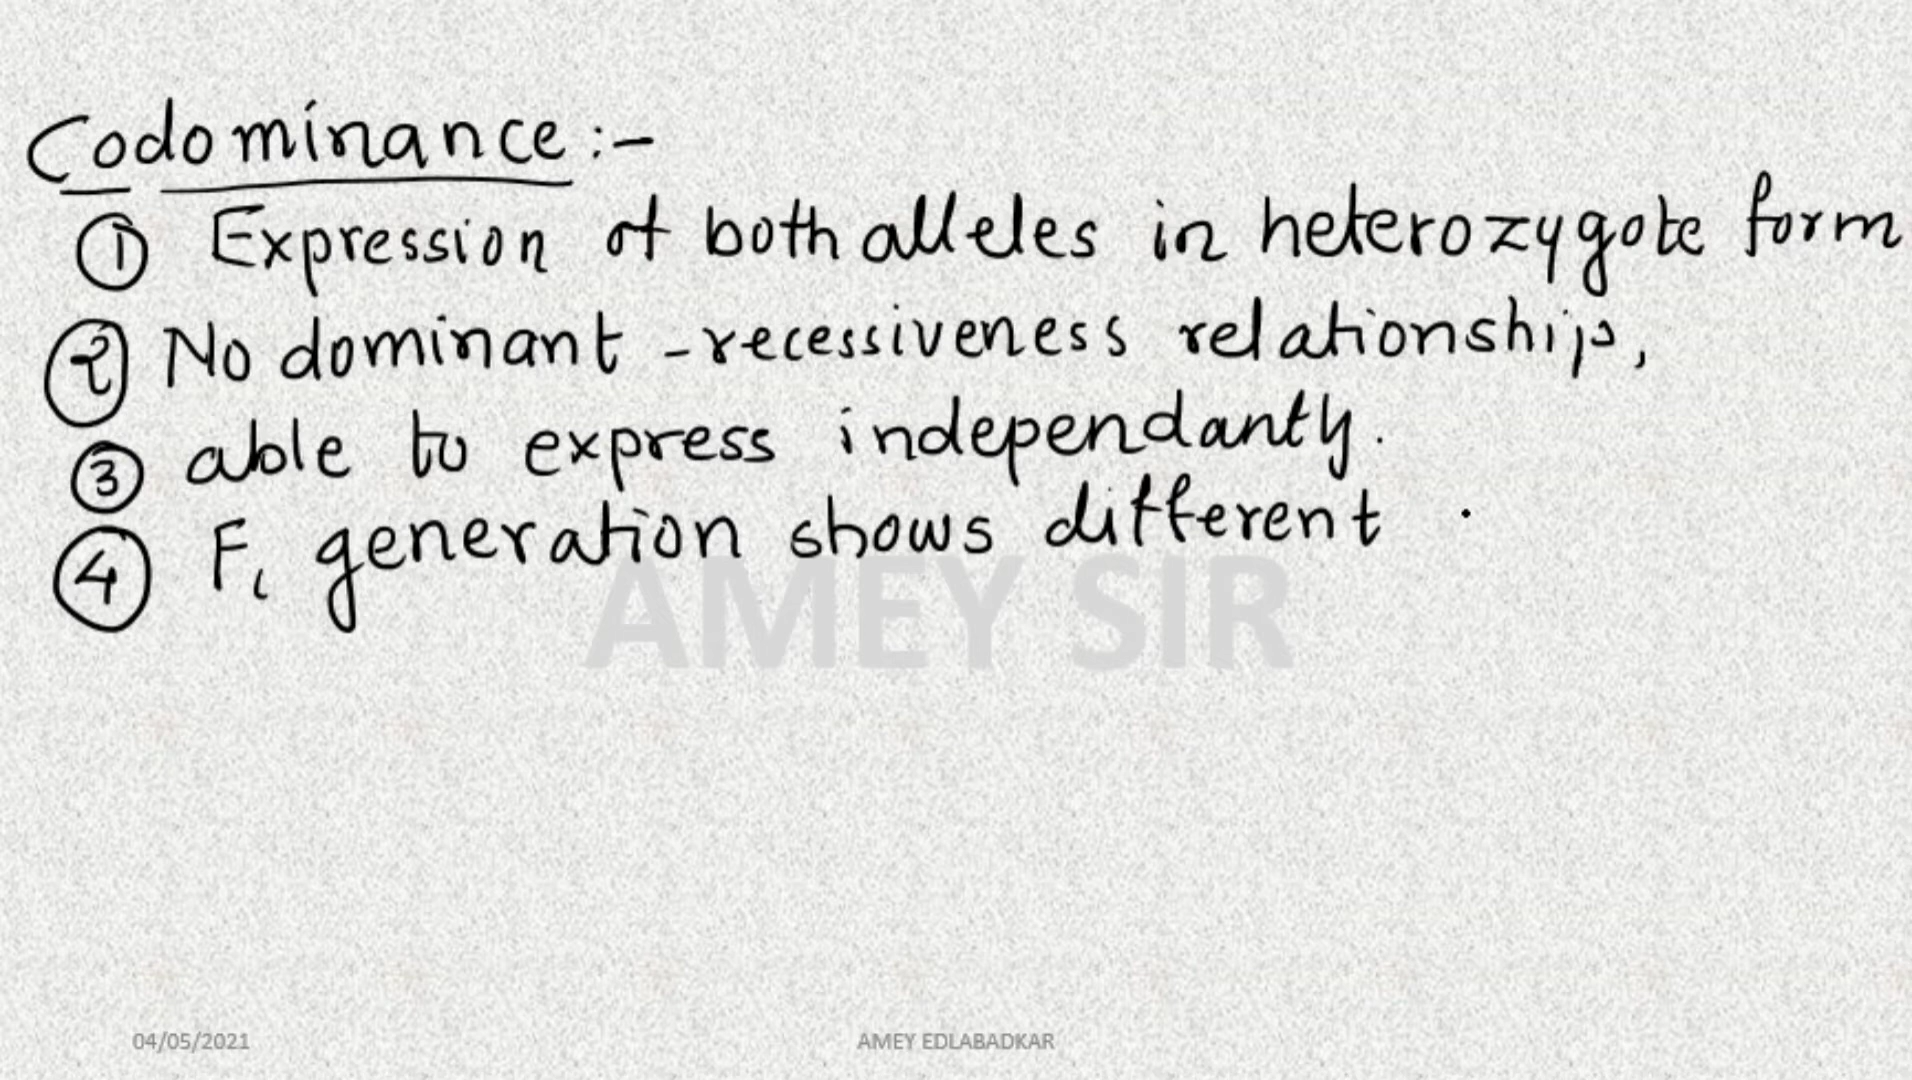 Codominance :-
① Expression of both alleles in heterozygote form
② No dominant - recessiveness relationship,
③ able to express independantly.
④ F₁ generation shows different .
AMEY SIR
04/05/2021 AMEY EDLABADKAR